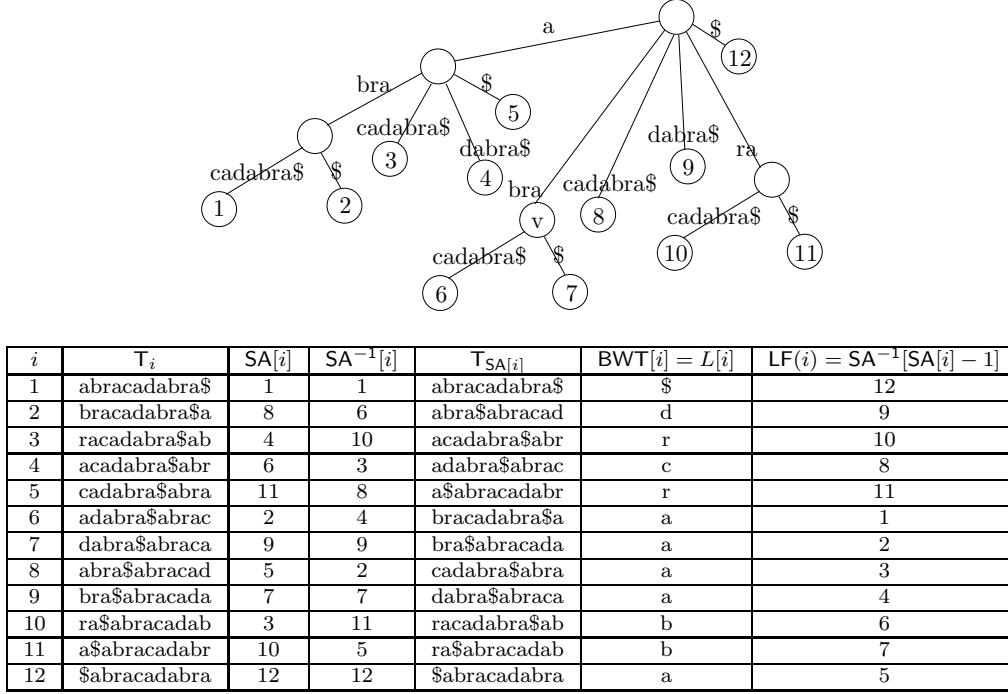 a $
12
bra $
5
cadabra$ dabra$ dabra$ ra
3 4 9
cadabra$ $ bra cadabra$
1 2 v 8 cadabra$ $
cadabra$ $ 10 11
6 7
i T_i SA[i] SA⁻¹[i] T_SA[i] BWT[i] = L[i] LF(i) = SA⁻¹[SA[i] − 1]
1 abracadabra$ 1 1 abracadabra$ $ 12
2 bracadabra$a 8 6 abra$abracad d 9
3 racadabra$ab 4 10 acadabra$abr r 10
4 acadabra$abr 6 3 adabra$abrac c 8
5 cadabra$abra 11 8 a$abracadabr r 11
6 adabra$abrac 2 4 bracadabra$a a 1
7 dabra$abraca 9 9 bra$abracada a 2
8 abra$abracad 5 2 cadabra$abra a 3
9 bra$abracada 7 7 dabra$abraca a 4
10 ra$abracadab 3 11 racadabra$ab b 6
11 a$abracadabr 10 5 ra$abracadab b 7
12 $abracadabra 12 12 $abracadabra a 5